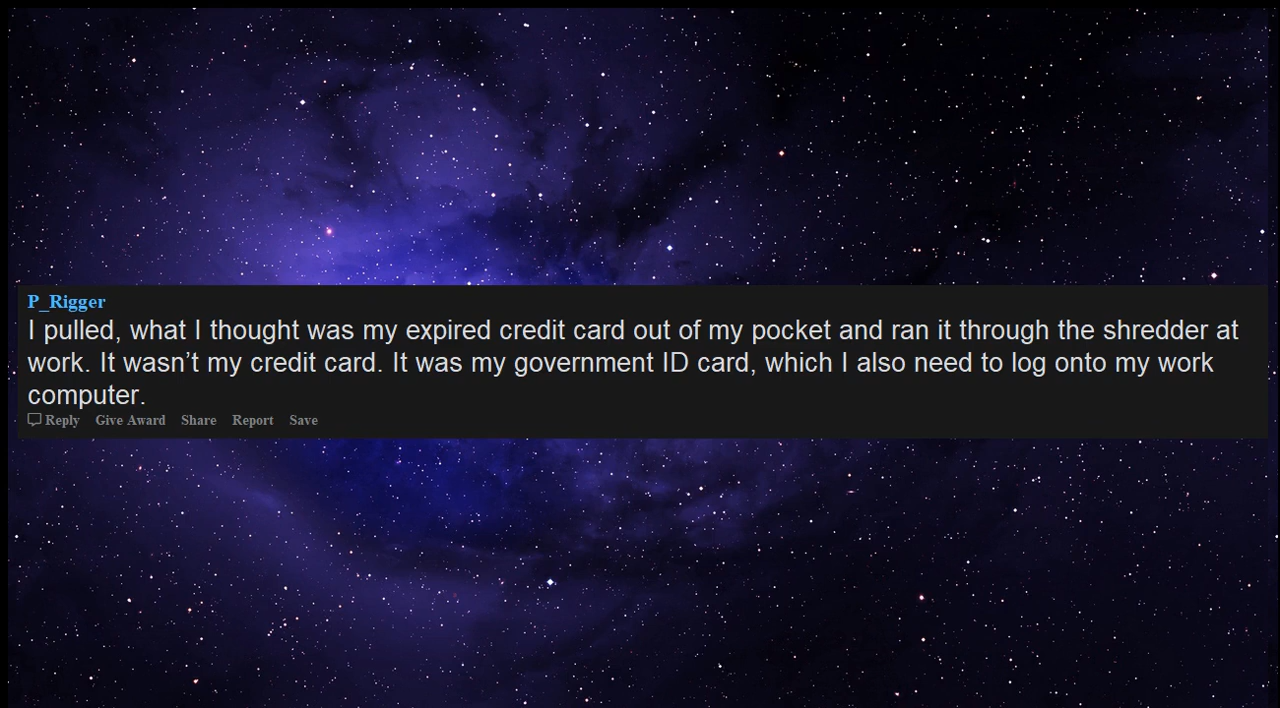 P_Rigger
I pulled, what I thought was my expired credit card out of my pocket and ran it through the shredder at
work. It wasn’t my credit card. It was my government ID card, which I also need to log onto my work
computer.
Reply Give Award Share Report Save